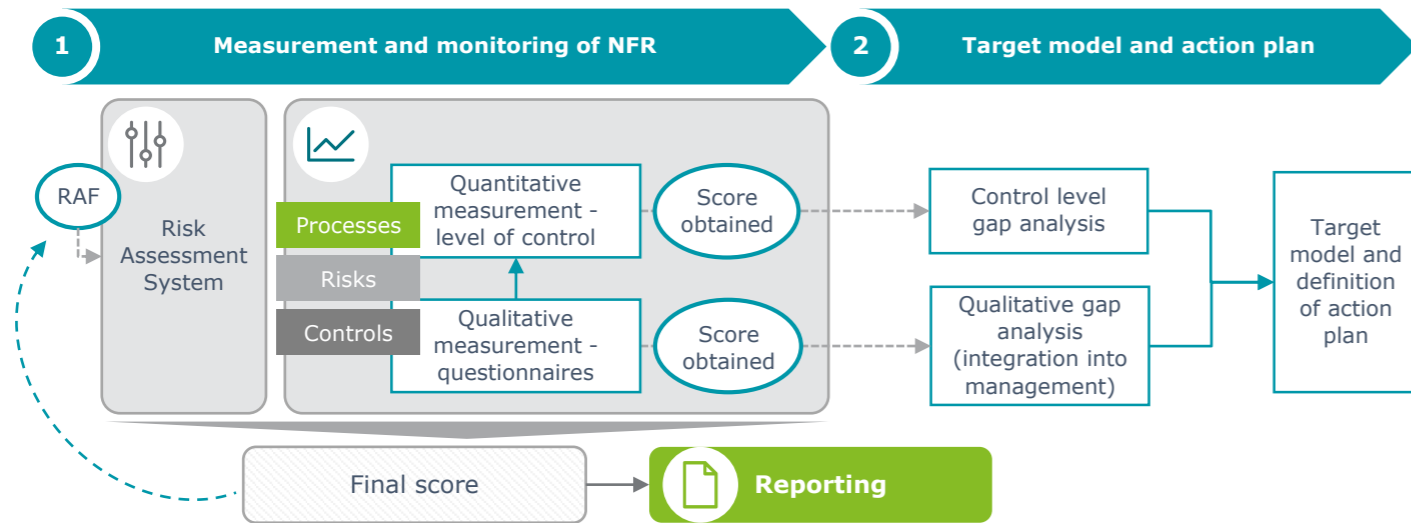 1
Measurement and monitoring of NFR
2
Target model and action plan
RAF
Risk
Assessment
System
Processes
Risks
Controls
Quantitative
measurement -
level of control
Score
obtained
Qualitative
measurement -
questionnaires
Score
obtained
Control level
gap analysis
Qualitative gap
analysis
(integration into
management)
Target
model and
definition
of action
plan
Final score
Reporting